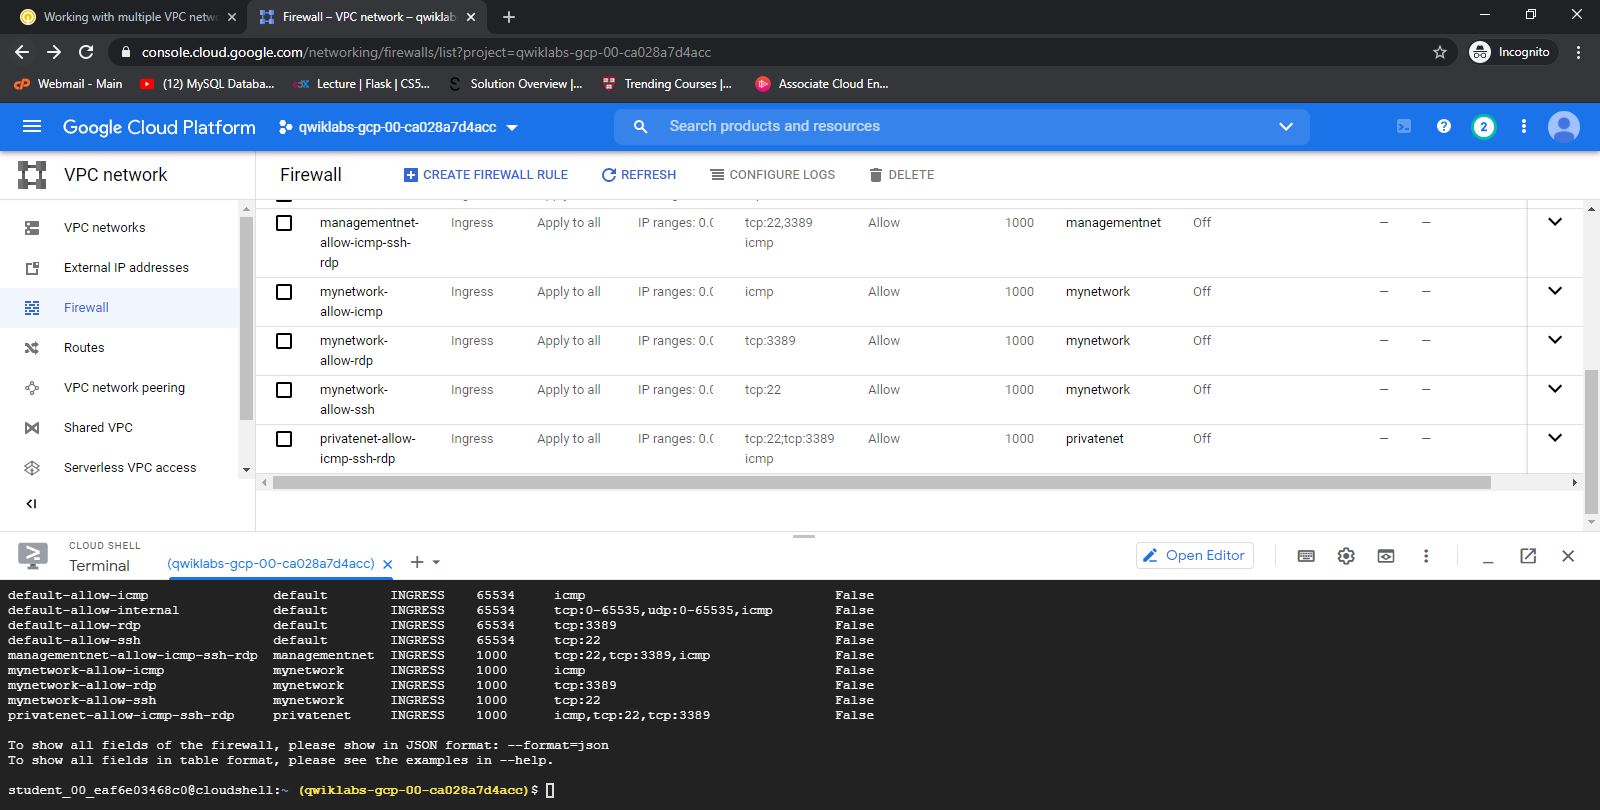 Working with multiple VPC netwo
Firewall – VPC network – qwiklab
console.cloud.google.com/networking/firewalls/list?project=qwiklabs-gcp-00-ca028a7d4acc
Incognito
Webmail - Main
(12) MySQL Databa...
Lecture | Flask | CS5...
Solution Overview |...
Trending Courses |...
Associate Cloud En...
Google Cloud Platform
qwiklabs-gcp-00-ca028a7d4acc
Search products and resources
2
VPC network
Firewall
CREATE FIREWALL RULE
REFRESH
CONFIGURE LOGS
DELETE
VPC networks
External IP addresses
Firewall
Routes
VPC network peering
Shared VPC
Serverless VPC access
managementnet-
allow-icmp-ssh-
rdp
Ingress
Apply to all
IP ranges: 0.0
tcp:22,3389
icmp
Allow
1000
managementnet
Off
—
—
mynetwork-
allow-icmp
Ingress
Apply to all
IP ranges: 0.0
icmp
Allow
1000
mynetwork
Off
—
—
mynetwork-
allow-rdp
Ingress
Apply to all
IP ranges: 0.0
tcp:3389
Allow
1000
mynetwork
Off
—
—
mynetwork-
allow-ssh
Ingress
Apply to all
IP ranges: 0.0
tcp:22
Allow
1000
mynetwork
Off
—
—
privatenet-allow-
icmp-ssh-rdp
Ingress
Apply to all
IP ranges: 0.0
tcp:22;tcp:3389
icmp
Allow
1000
privatenet
Off
—
—
CLOUD SHELL
Terminal
(qwiklabs-gcp-00-ca028a7d4acc)
Open Editor
default-allow-icmp default INGRESS 65534 icmp False
default-allow-internal default INGRESS 65534 tcp:0-65535,udp:0-65535,icmp False
default-allow-rdp default INGRESS 65534 tcp:3389 False
default-allow-ssh default INGRESS 65534 tcp:22 False
managementnet-allow-icmp-ssh-rdp managementnet INGRESS 1000 tcp:22,tcp:3389,icmp False
mynetwork-allow-icmp mynetwork INGRESS 1000 icmp False
mynetwork-allow-rdp mynetwork INGRESS 1000 tcp:3389 False
mynetwork-allow-ssh mynetwork INGRESS 1000 tcp:22 False
privatenet-allow-icmp-ssh-rdp privatenet INGRESS 1000 icmp,tcp:22,tcp:3389 False
To show all fields of the firewall, please show in JSON format: --format=json
To show all fields in table format, please see the examples in --help.
student_00_eaf6e03468c0@cloudshell:~ (qwiklabs-gcp-00-ca028a7d4acc)$